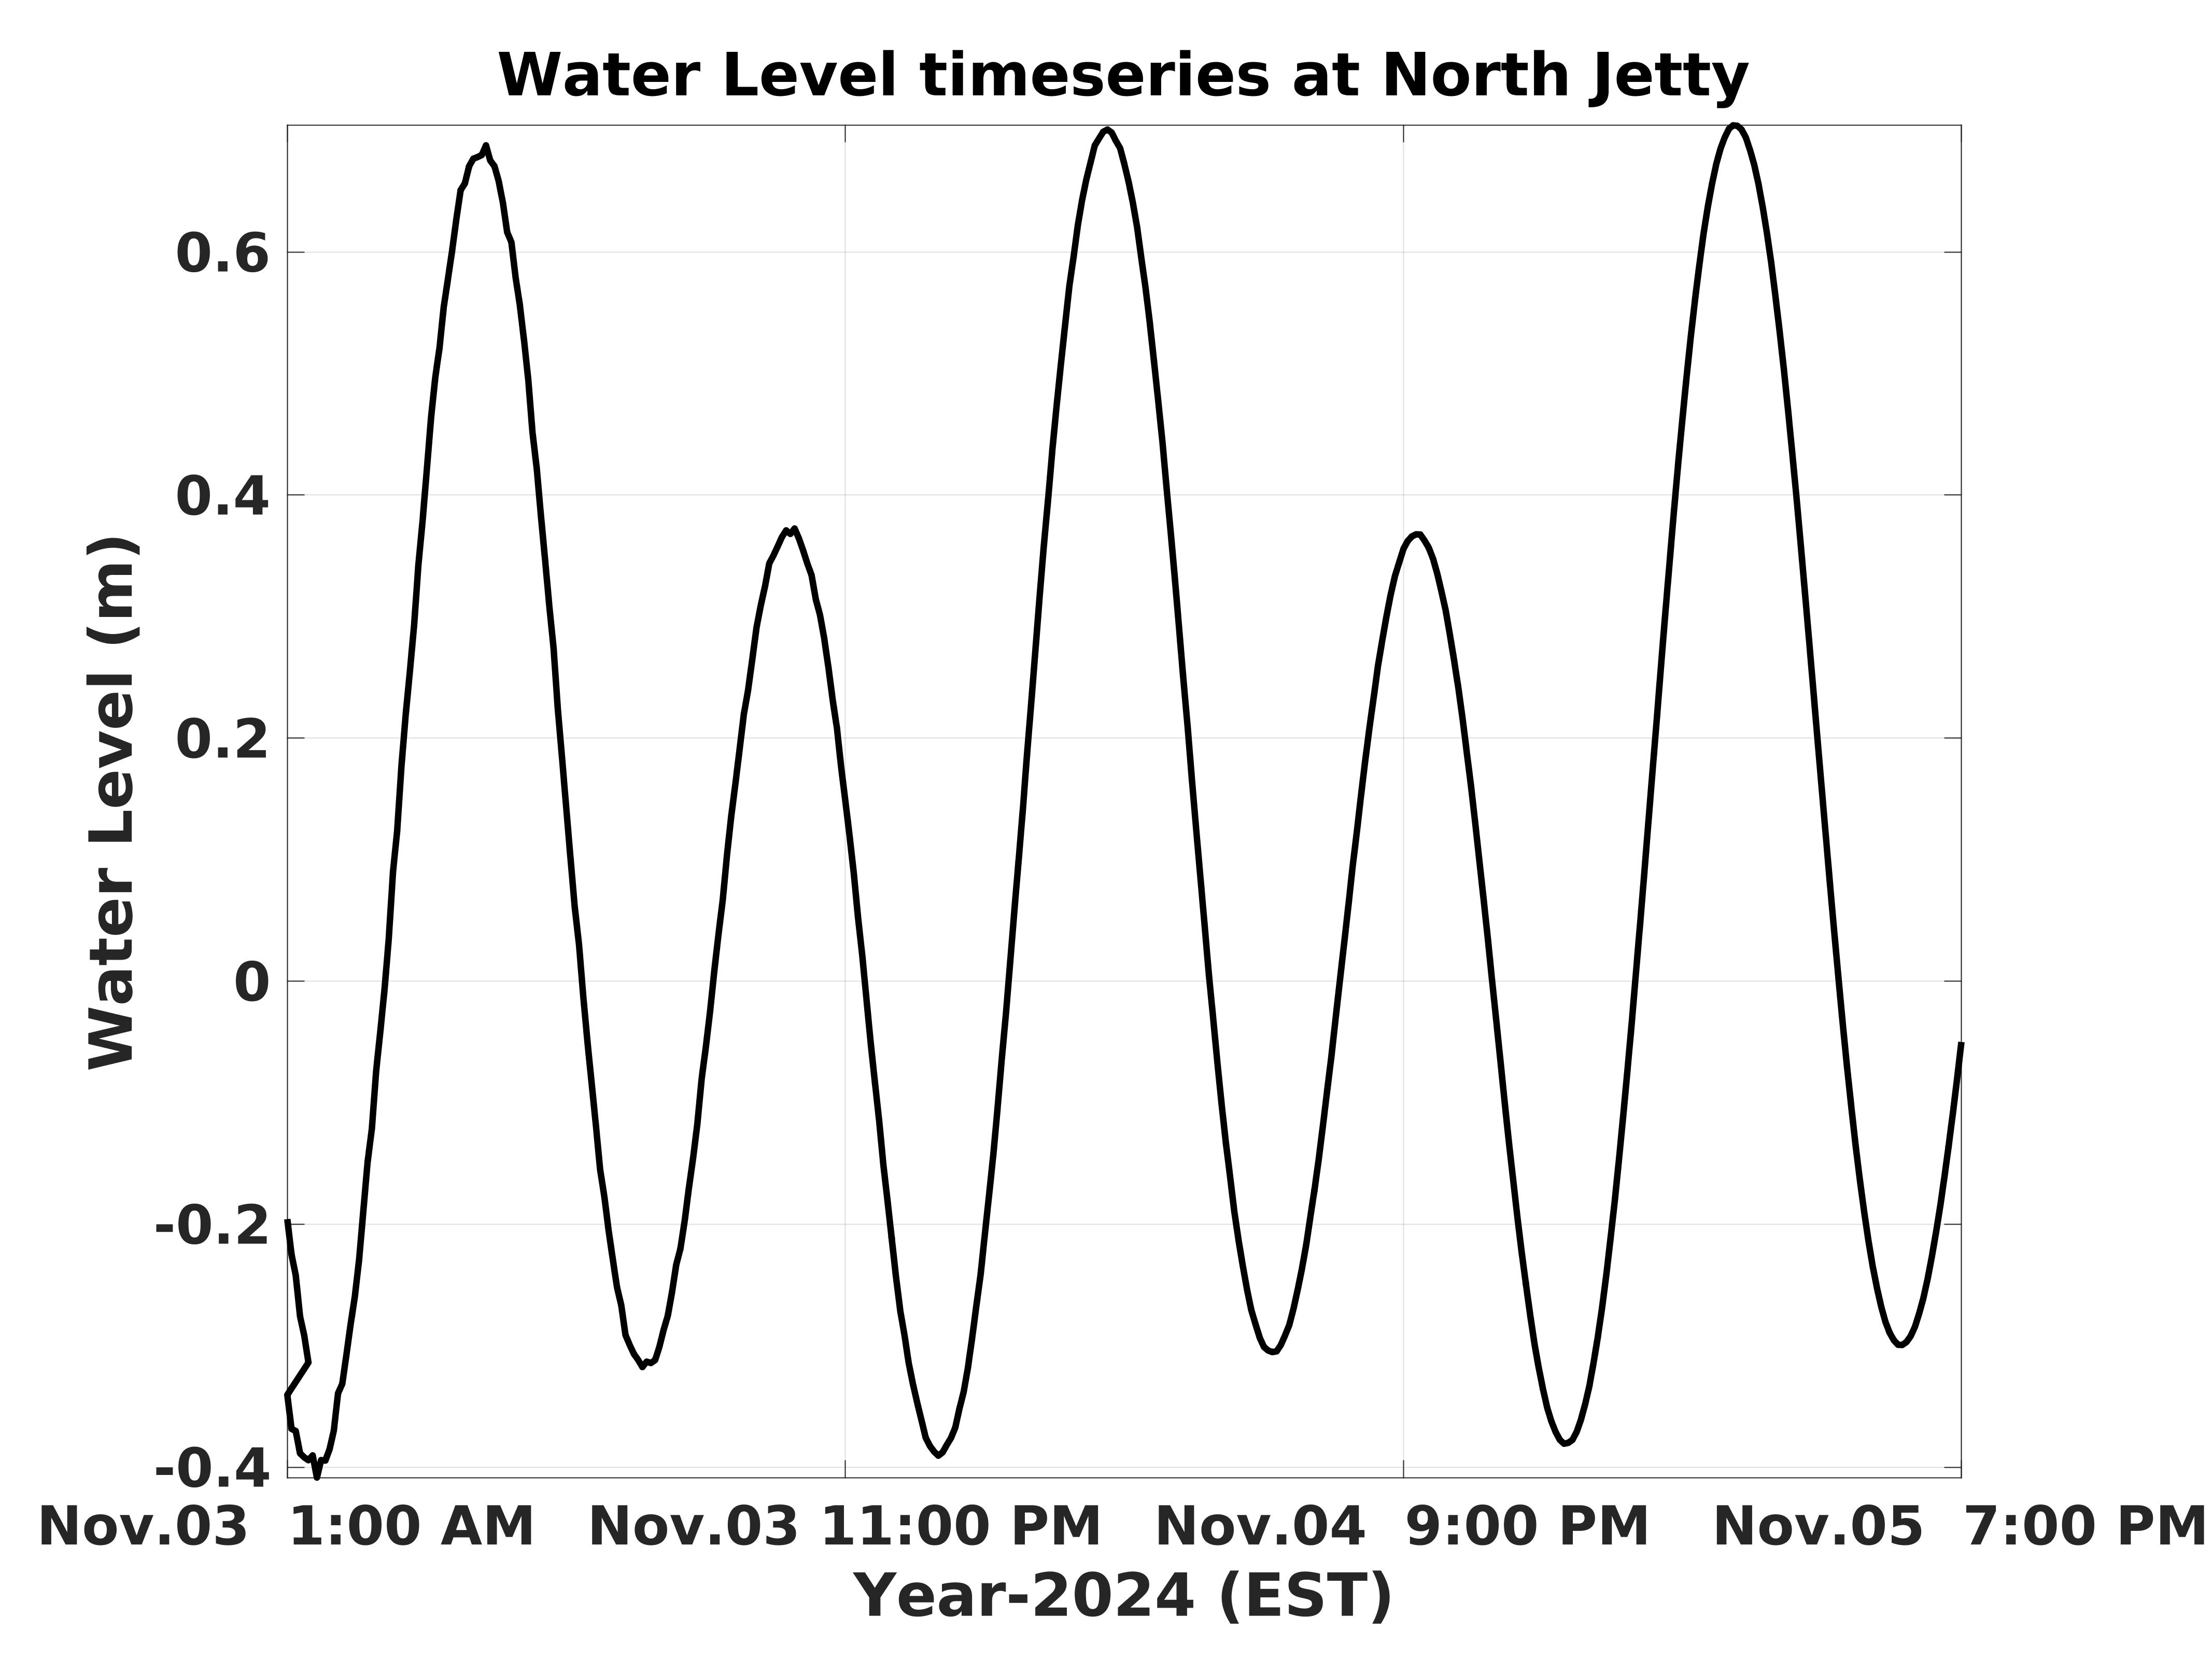 Water Level timeseries at North Jetty
Water Level (m)
0.6
0.4
0.2
0
-0.2
-0.4
Nov.03 1:00 AM Nov.03 11:00 PM Nov.04 9:00 PM Nov.05 7:00 PM
Year-2024 (EST)